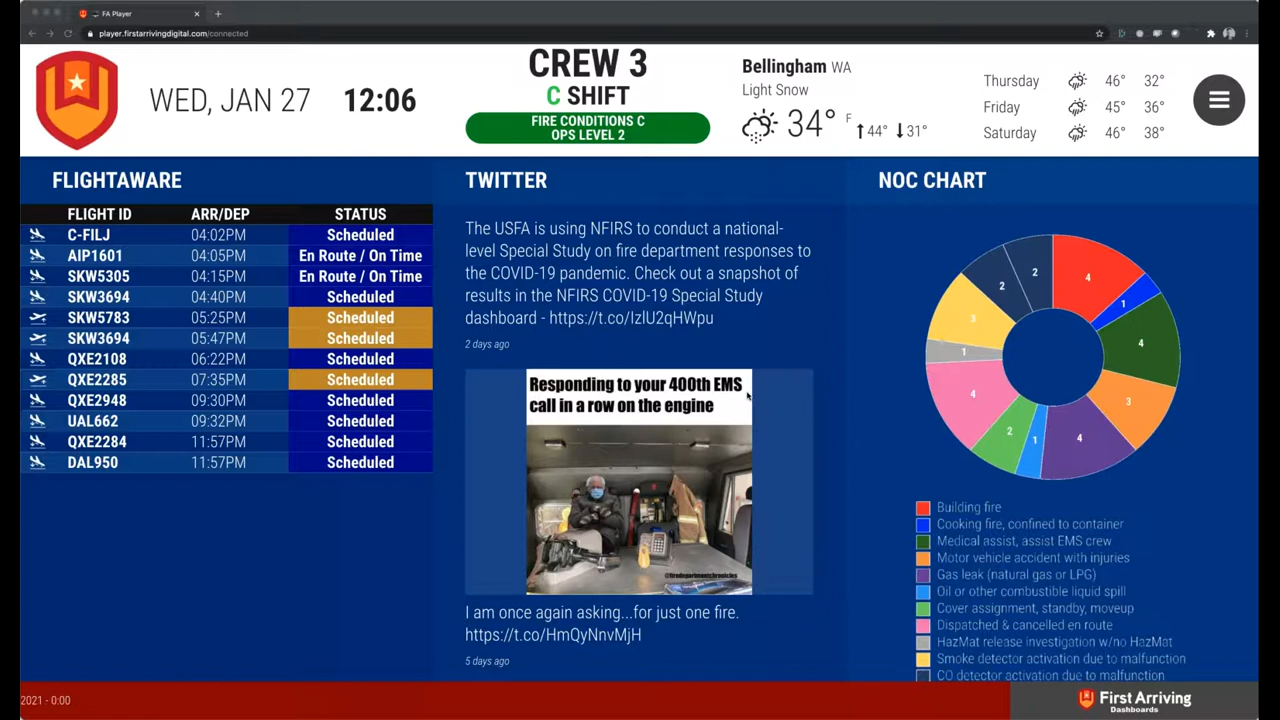 FA Player
player.firstarrivingdigital.com/connected
WED, JAN 27
12:06
CREW 3
C SHIFT
FIRE CONDITIONS C
OPS LEVEL 2
Bellingham WA
Light Snow
34° F
44° 31°
Thursday 46° 32°
Friday 45° 36°
Saturday 46° 38°
FLIGHTAWARE
FLIGHT ID ARR/DEP STATUS
C-FILJ 04:02PM Scheduled
AIP1601 04:05PM En Route / On Time
SKW5305 04:15PM En Route / On Time
SKW3694 04:40PM Scheduled
SKW5783 05:25PM Scheduled
SKW3694 05:47PM Scheduled
QXE2108 06:22PM Scheduled
QXE2285 07:35PM Scheduled
QXE2948 09:30PM Scheduled
UAL662 09:32PM Scheduled
QXE2284 11:57PM Scheduled
DAL950 11:57PM Scheduled
TWITTER
The USFA is using NFIRS to conduct a national-
level Special Study on fire department responses to
the COVID-19 pandemic. Check out a snapshot of
results in the NFIRS COVID-19 Special Study
dashboard - https://t.co/IzlU2qHWpu
2 days ago
Responding to your 400th EMS
call in a row on the engine
@firedepartmentchronicles
I am once again asking...for just one fire.
https://t.co/HmQyNnvMjH
5 days ago
NOC CHART
4
1
4
3
4
1
2
4
1
3
2
2
Building fire
Cooking fire, confined to container
Medical assist, assist EMS crew
Motor vehicle accident with injuries
Gas leak (natural gas or LPG)
Oil or other combustible liquid spill
Cover assignment, standby, moveup
Dispatched & cancelled en route
HazMat release investigation w/no HazMat
Smoke detector activation due to malfunction
CO detector activation due to malfunction
2021 - 0:00
First Arriving
Dashboards